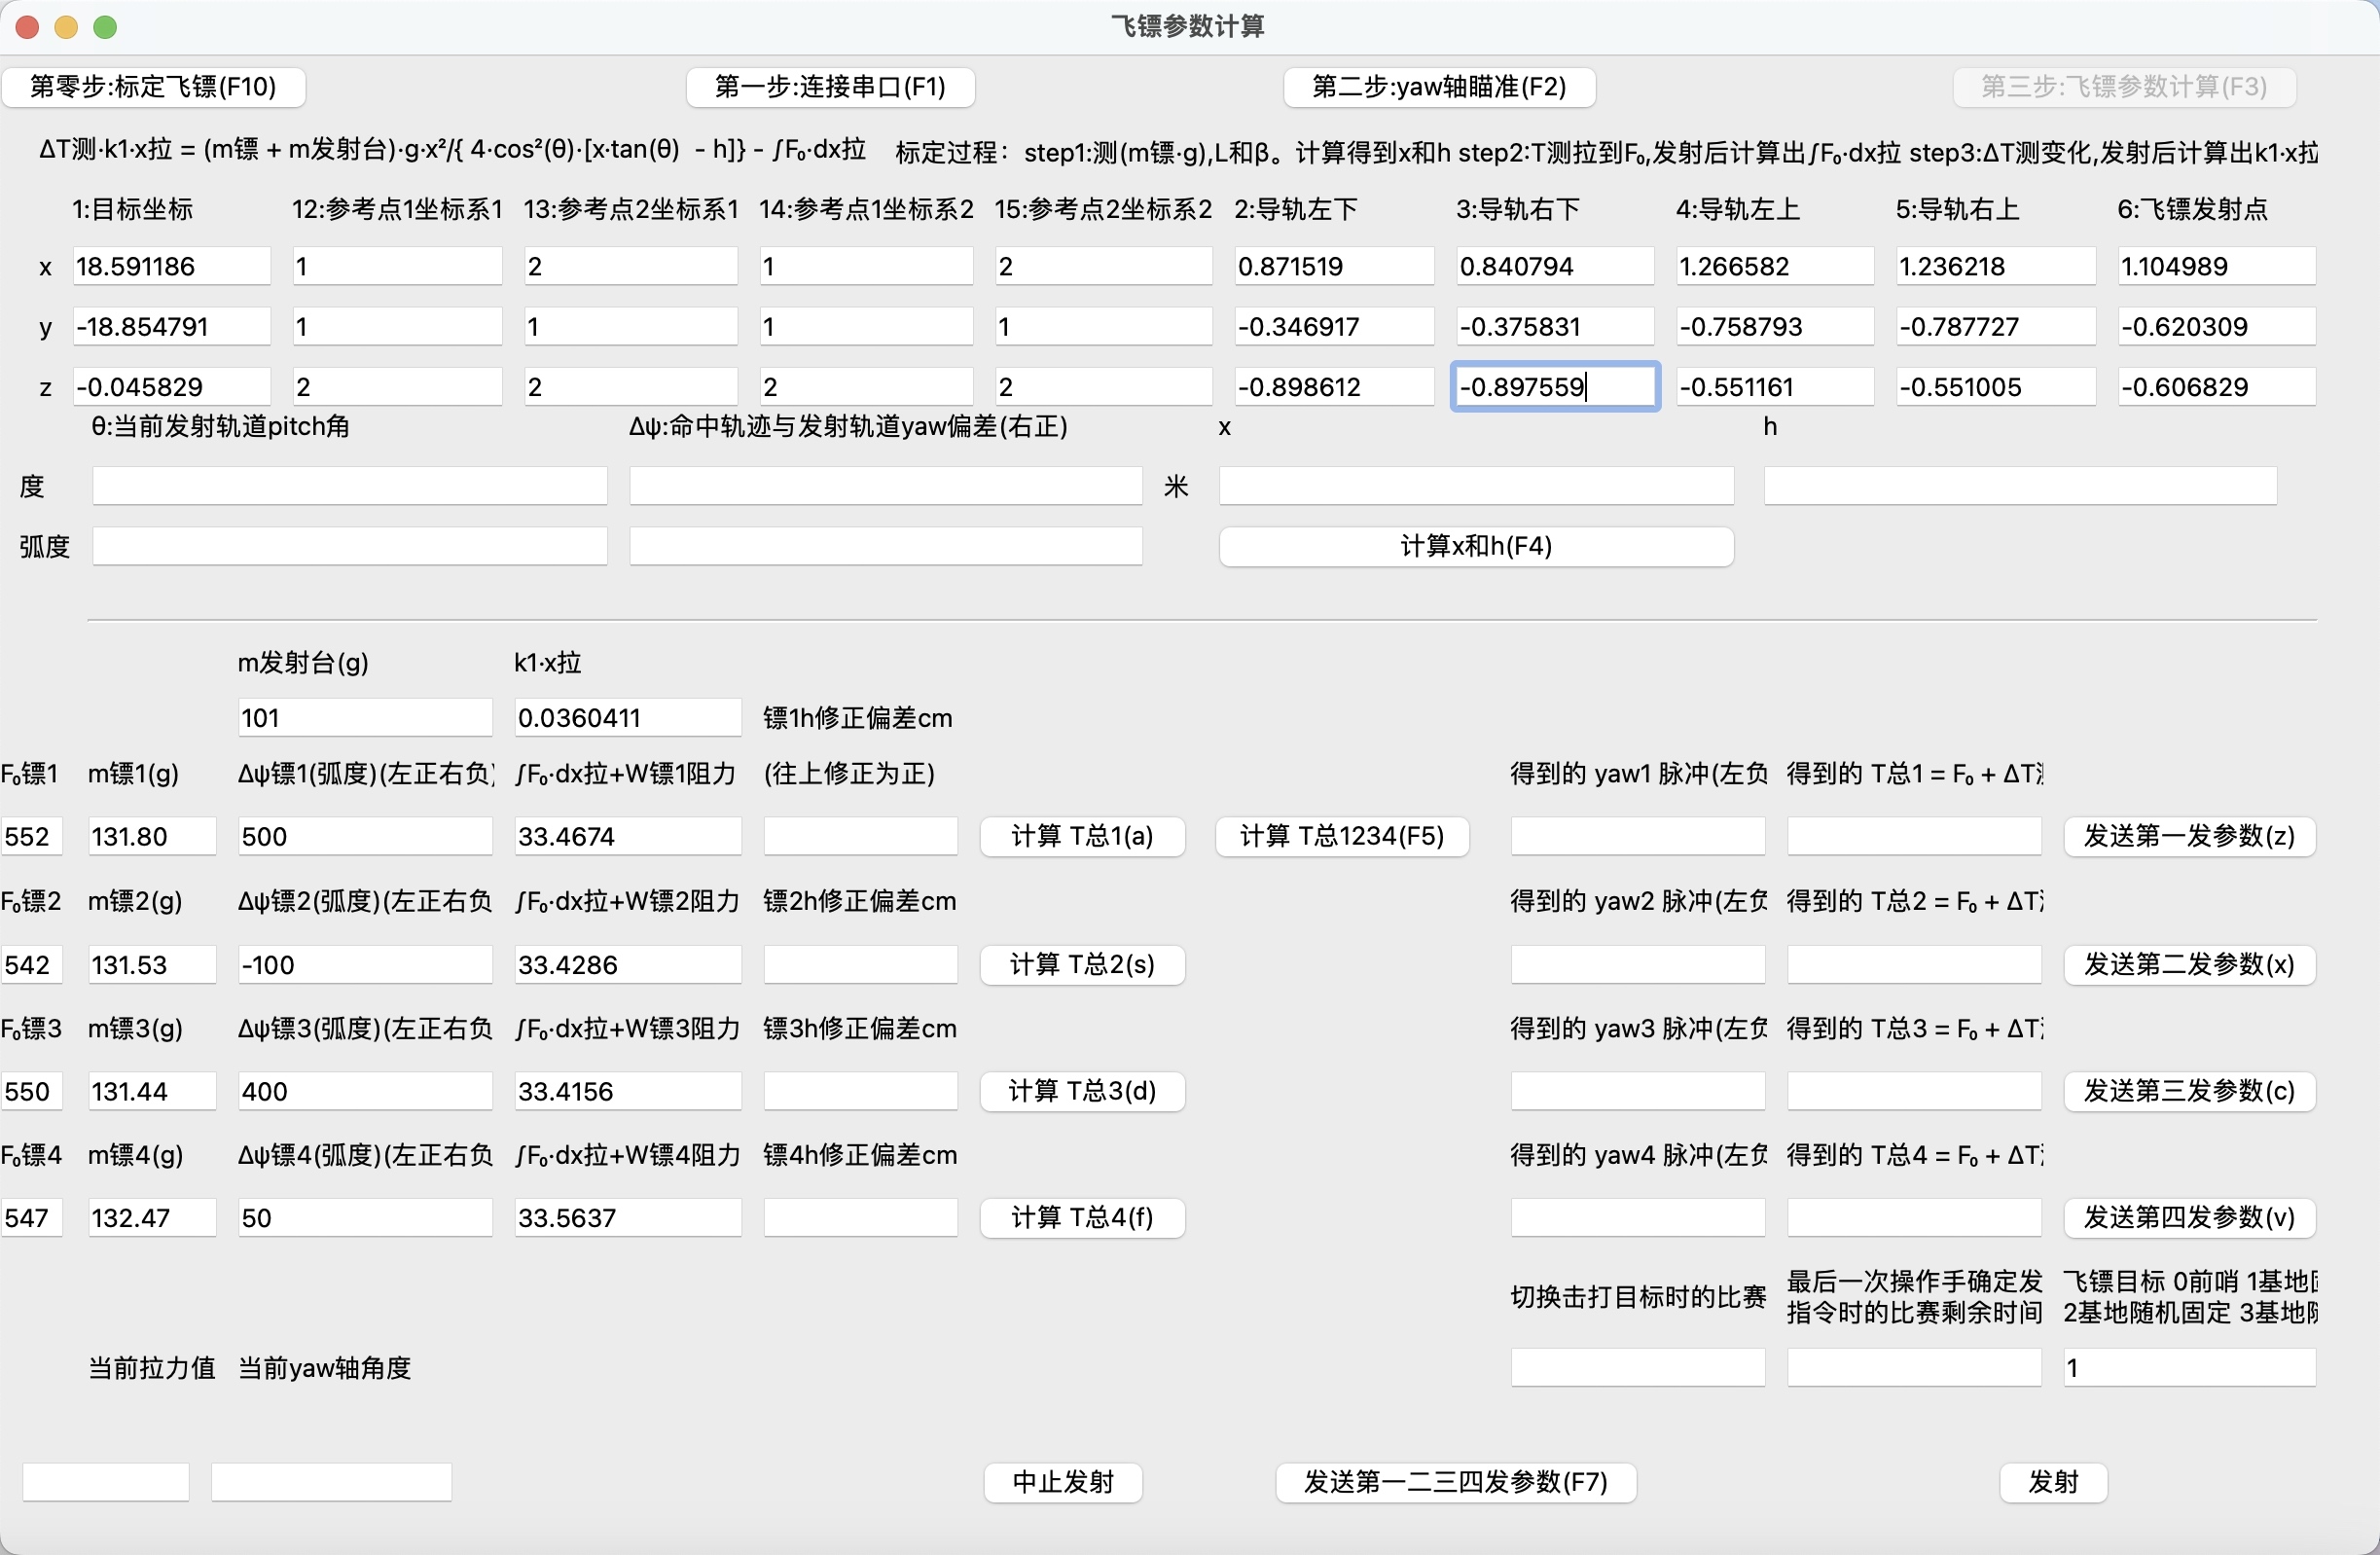 飞镖参数计算
第零步:标定飞镖(F10) 第一步:连接串口(F1) 第二步:yaw轴瞄准(F2) 第三步:飞镖参数计算(F3)
ΔT测·k1·x拉 = (m镖 + m发射台)·g·x²/{ 4·cos²(θ)·[x·tan(θ) - h]} - ∫F₀·dx拉 标定过程：step1:测(m镖·g),L和β。计算得到x和h step2:T测拉到F₀,发射后计算出∫F₀·dx拉 step3:ΔT测变化,发射后计算出k1·x拉
1:目标坐标 12:参考点1坐标系1 13:参考点2坐标系1 14:参考点1坐标系2 15:参考点2坐标系2 2:导轨左下 3:导轨右下 4:导轨左上 5:导轨右上 6:飞镖发射点
x 18.591186 1 2 1 2 0.871519 0.840794 1.266582 1.236218 1.104989
y -18.854791 1 1 1 1 -0.346917 -0.375831 -0.758793 -0.787727 -0.620309
z -0.045829 2 2 2 2 -0.898612 -0.897559 -0.551161 -0.551005 -0.606829
θ:当前发射轨道pitch角 Δψ:命中轨迹与发射轨道yaw偏差(右正) x h
度 米
弧度 计算x和h(F4)
m发射台(g) k1·x拉
101 0.0360411 镖1h修正偏差cm
F₀镖1 m镖1(g) Δψ镖1(弧度)(左正右负) ∫F₀·dx拉+W镖1阻力 (往上修正为正) 得到的 yaw1 脉冲(左负 得到的 T总1 = F₀ + ΔT
552 131.80 500 33.4674 计算 T总1(a) 计算 T总1234(F5) 发送第一发参数(z)
F₀镖2 m镖2(g) Δψ镖2(弧度)(左正右负 ∫F₀·dx拉+W镖2阻力 镖2h修正偏差cm 得到的 yaw2 脉冲(左负 得到的 T总2 = F₀ + ΔT
542 131.53 -100 33.4286 计算 T总2(s) 发送第二发参数(x)
F₀镖3 m镖3(g) Δψ镖3(弧度)(左正右负 ∫F₀·dx拉+W镖3阻力 镖3h修正偏差cm 得到的 yaw3 脉冲(左负 得到的 T总3 = F₀ + ΔT
550 131.44 400 33.4156 计算 T总3(d) 发送第三发参数(c)
F₀镖4 m镖4(g) Δψ镖4(弧度)(左正右负 ∫F₀·dx拉+W镖4阻力 镖4h修正偏差cm 得到的 yaw4 脉冲(左负 得到的 T总4 = F₀ + ΔT
547 132.47 50 33.5637 计算 T总4(f) 发送第四发参数(v)
切换击打目标时的比赛 最后一次操作手确定发 飞镖目标 0前哨 1基地
指令时的比赛剩余时间 2基地随机固定 3基地
当前拉力值 当前yaw轴角度 1
中止发射 发送第一二三四发参数(F7) 发射